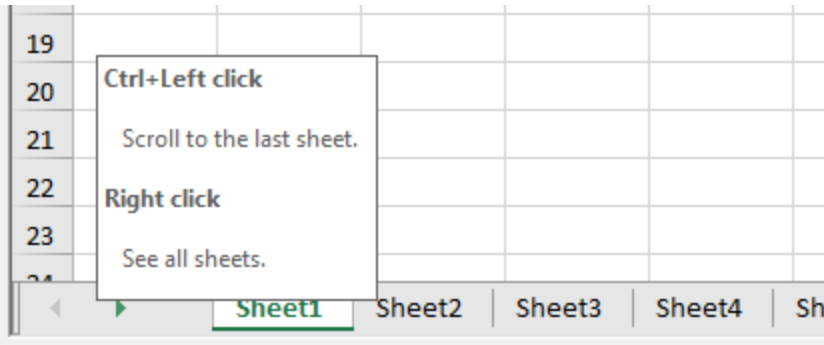 19
20
21
22
23
Ctrl+Left click
Scroll to the last sheet.
Right click
See all sheets.
Sheet1 Sheet2 Sheet3 Sheet4 Sh